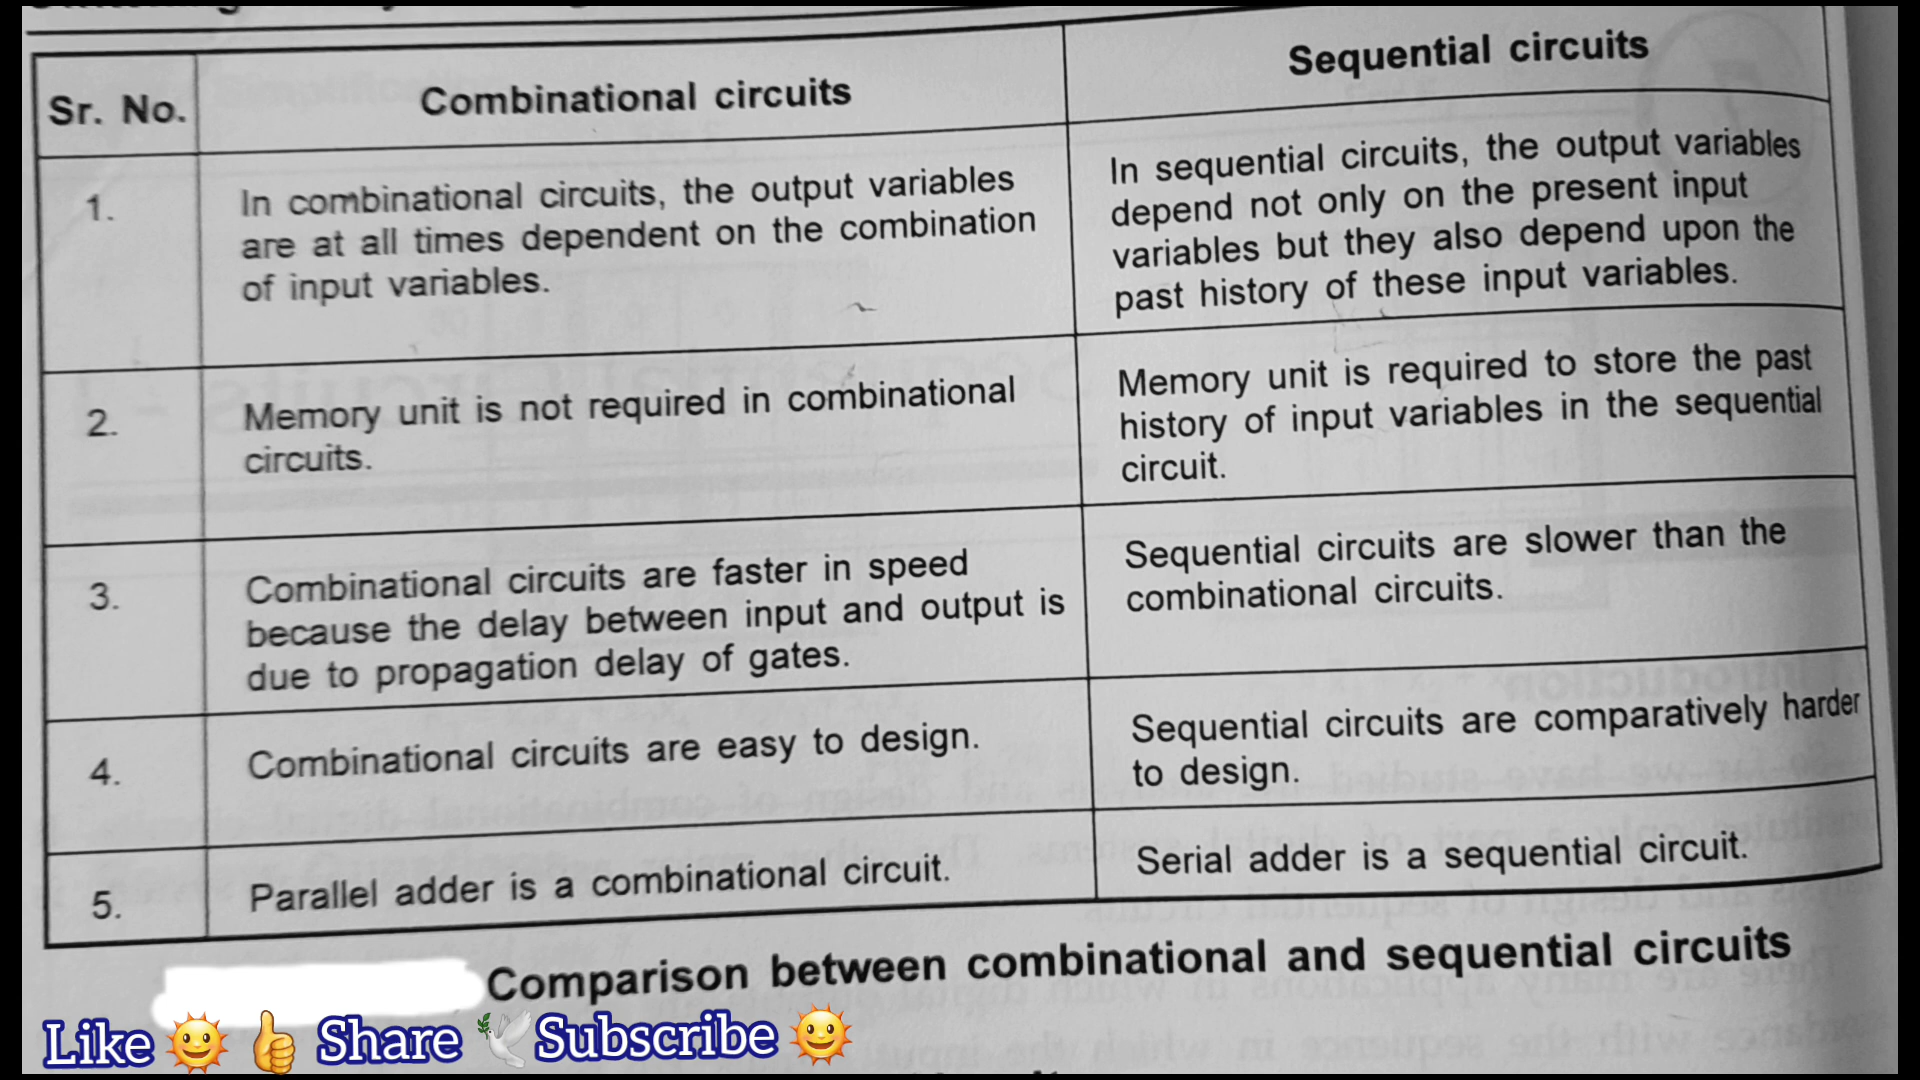 Sr. No.
Combinational circuits
Sequential circuits
1.
In combinational circuits, the output variables
are at all times dependent on the combination
of input variables.
In sequential circuits, the output variables
depend not only on the present input
variables but they also depend upon the
past history of these input variables.
2.
Memory unit is not required in combinational
circuits.
Memory unit is required to store the past
history of input variables in the sequential
circuit.
3.
Combinational circuits are faster in speed
because the delay between input and output is
due to propagation delay of gates.
Sequential circuits are slower than the
combinational circuits.
4.
Combinational circuits are easy to design.
Sequential circuits are comparatively harder
to design.
5.
Parallel adder is a combinational circuit.
Serial adder is a sequential circuit.
Comparison between combinational and sequential circuits
Like 🌞 👍 Share 🕊 Subscribe 🌞